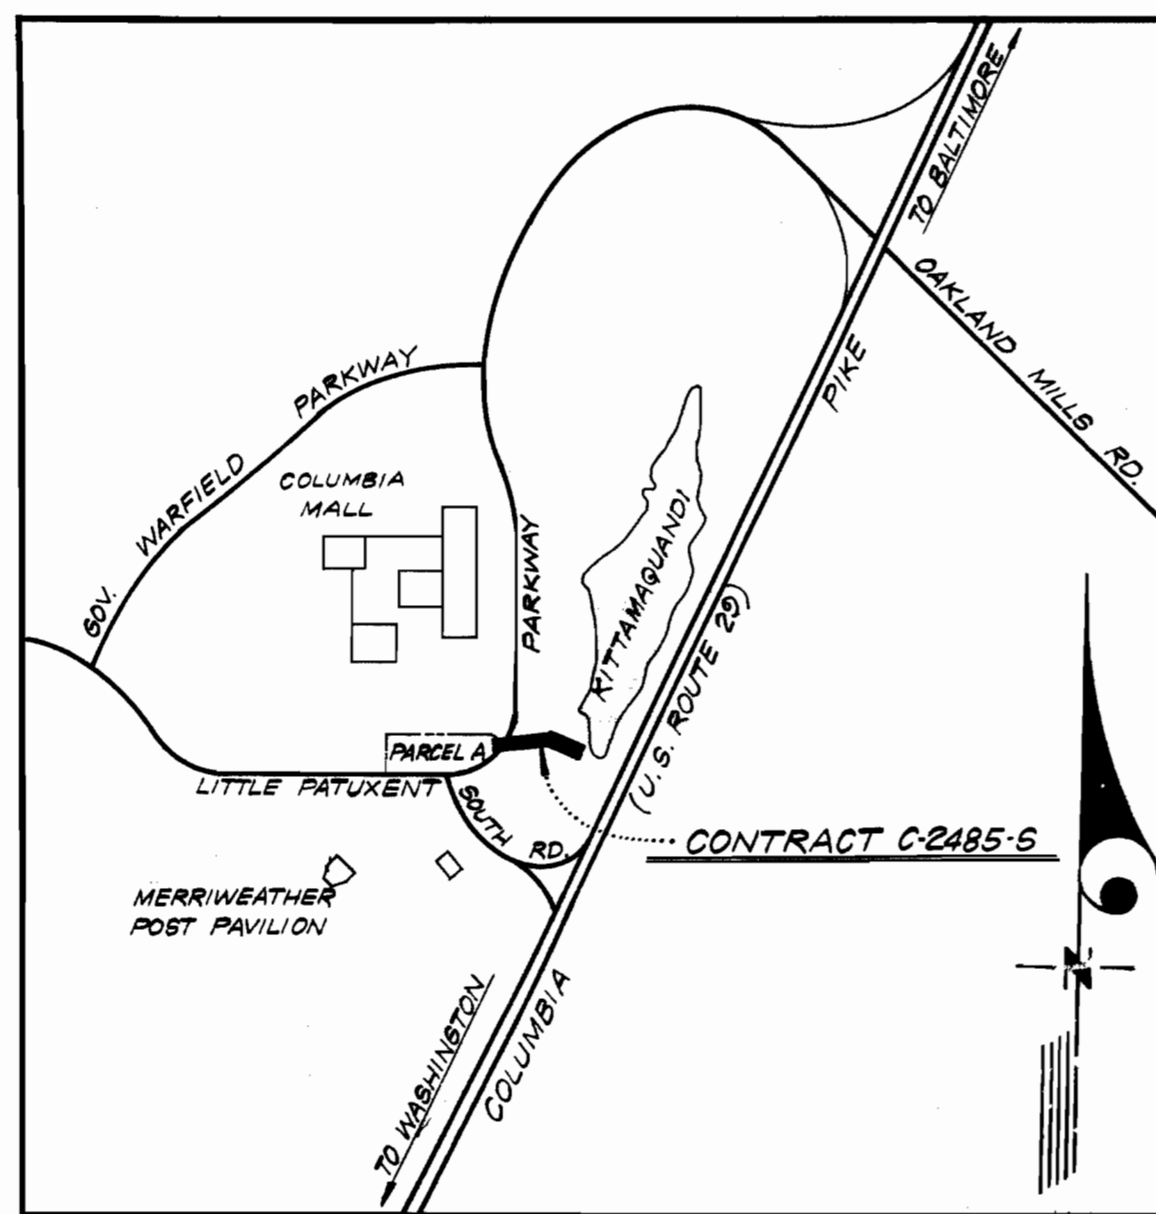 TO BALTIMORE
OAKLAND MILLS RD.
PIKE
PARKWAY
WARFIELD
GOV.
COLUMBIA
MALL
PARKWAY
KITTAMAQUANDI
(U.S. ROUTE 29)
PARCEL A
LITTLE PATUXENT
SOUTH RD.
CONTRACT C-2485-S
MERRIWEATHER
POST PAVILION
COLUMBIA
TO WASHINGTON
N